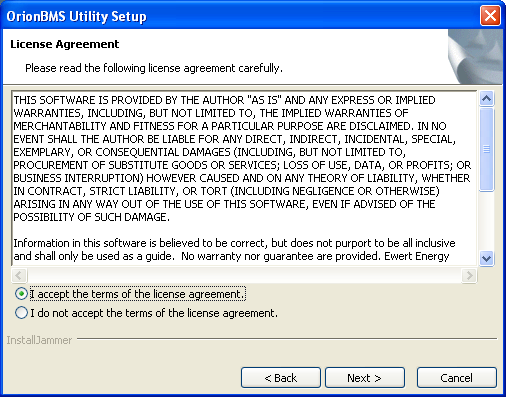 OrionBMS Utility Setup
License Agreement
Please read the following license agreement carefully.
THIS SOFTWARE IS PROVIDED BY THE AUTHOR "AS IS" AND ANY EXPRESS OR IMPLIED
WARRANTIES, INCLUDING, BUT NOT LIMITED TO, THE IMPLIED WARRANTIES OF
MERCHANTABILITY AND FITNESS FOR A PARTICULAR PURPOSE ARE DISCLAIMED. IN NO
EVENT SHALL THE AUTHOR BE LIABLE FOR ANY DIRECT, INDIRECT, INCIDENTAL, SPECIAL,
EXEMPLARY, OR CONSEQUENTIAL DAMAGES (INCLUDING, BUT NOT LIMITED TO,
PROCUREMENT OF SUBSTITUTE GOODS OR SERVICES; LOSS OF USE, DATA, OR PROFITS; OR
BUSINESS INTERRUPTION) HOWEVER CAUSED AND ON ANY THEORY OF LIABILITY, WHETHER
IN CONTRACT, STRICT LIABILITY, OR TORT (INCLUDING NEGLIGENCE OR OTHERWISE)
ARISING IN ANY WAY OUT OF THE USE OF THIS SOFTWARE, EVEN IF ADVISED OF THE
POSSIBILITY OF SUCH DAMAGE.
Information in this software is believed to be correct, but does not purport to be all inclusive
and shall only be used as a guide.  No warranty nor guarantee are provided. Ewert Energy
I accept the terms of the license agreement.
I do not accept the terms of the license agreement.
InstallJammer
< Back
Next >
Cancel